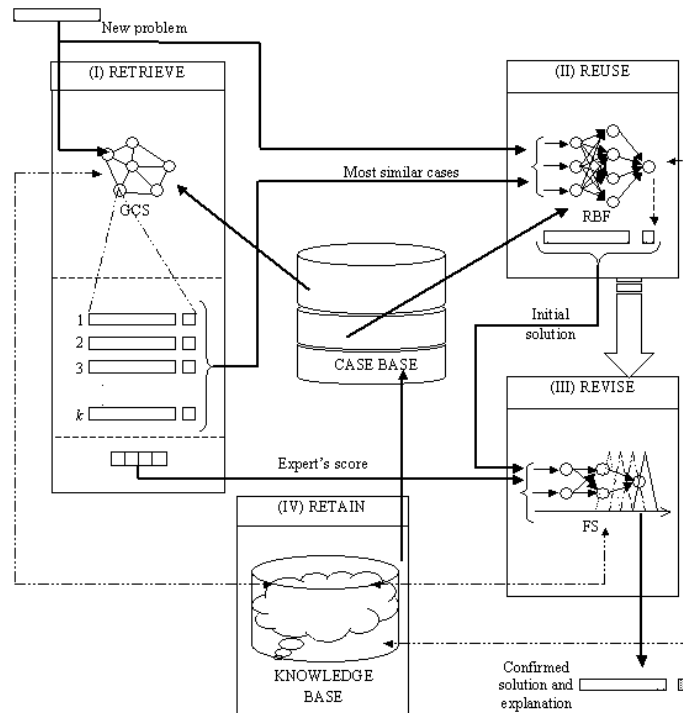 New problem
(I) RETRIEVE
(II) REUSE
GCS
Most similar cases
RBF
1
2
3
k
CASE BASE
Initial
solution
(III) REVISE
Expert's score
(IV) RETAIN
FS
KNOWLEDGE
BASE
Confirmed
solution and
explanation